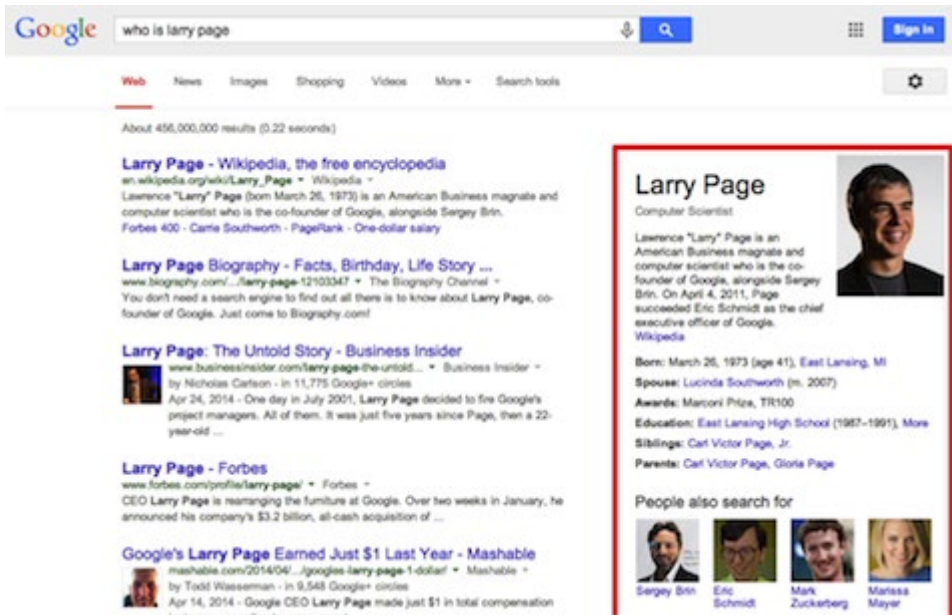 Google
who is larry page
Sign in
Web News Images Shopping Videos More Search tools
About 456,000,000 results (0.22 seconds)
Larry Page - Wikipedia, the free encyclopedia
en.wikipedia.org/wiki/Larry_Page Wikipedia
Lawrence "Larry" Page (born March 26, 1973) is an American Business magnate and
computer scientist who is the co-founder of Google, alongside Sergey Brin.
Forbes 400 - Carrie Southworth - PageRank - One-dollar salary
Larry Page Biography - Facts, Birthday, Life Story ...
www.biography.com/.../larry-page-12103347 The Biography Channel
You don't need a search engine to find out all there is to know about Larry Page, co-
founder of Google. Just come to Biography.com!
Larry Page: The Untold Story - Business Insider
www.businessinsider.com/larry-page-the-untold... Business Insider
by Nicholas Carlson - in 11,775 Google+ circles
Apr 24, 2014 - One day in July 2001, Larry Page decided to fire Google's
project managers. All of them. It was just five years since Page, then a 22-
year-old ...
Larry Page - Forbes
www.forbes.com/profile/larry-page/ Forbes
CEO Larry Page is rearranging the furniture at Google. Over two weeks in January, he
announced his company's $3.2 billion, all-cash acquisition of ...
Google's Larry Page Earned Just $1 Last Year - Mashable
mashable.com/2014/04/.../googles-larry-page-1-dollar/ Mashable
by Todd Wasserman - in 9,548 Google+ circles
Apr 14, 2014 - Google CEO Larry Page made just $1 in total compensation
Larry Page
Computer Scientist
Lawrence "Larry" Page is an
American Business magnate and
computer scientist who is the co-
founder of Google, alongside Sergey
Brin. On April 4, 2011, Page
succeeded Eric Schmidt as the chief
executive officer of Google.
Wikipedia
Born: March 26, 1973 (age 41), East Lansing, MI
Spouse: Lucinda Southworth (m. 2007)
Awards: Marconi Prize, TR100
Education: East Lansing High School (1987–1991), More
Siblings: Carl Victor Page, Jr.
Parents: Carl Victor Page, Gloria Page
People also search for
Sergey Brin
Eric
Schmidt
Mark
Zuckerberg
Marissa
Mayer